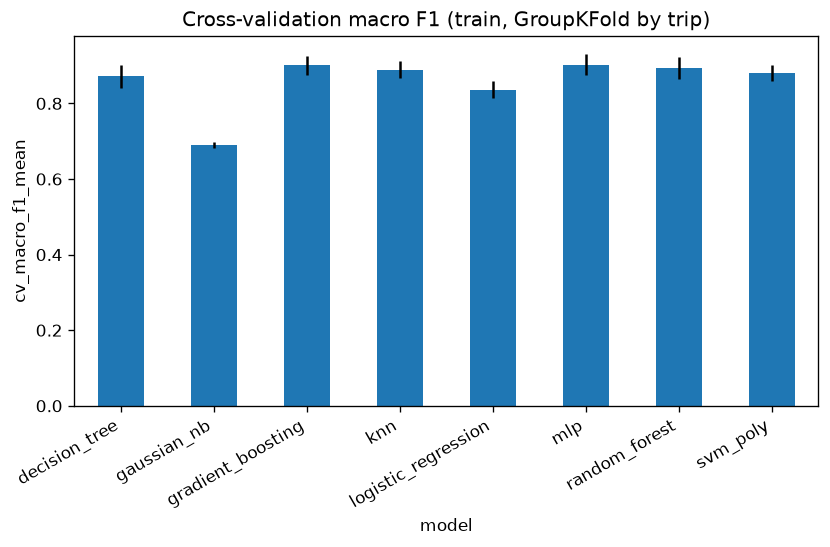 Cross-validation macro F1 (train, GroupKFold by trip)
cv_macro_f1_mean
0.8
0.6
0.4
0.2
0.0
decision_tree
gaussian_nb
gradient_boosting
knn
logistic_regression
mlp
random_forest
svm_poly
model